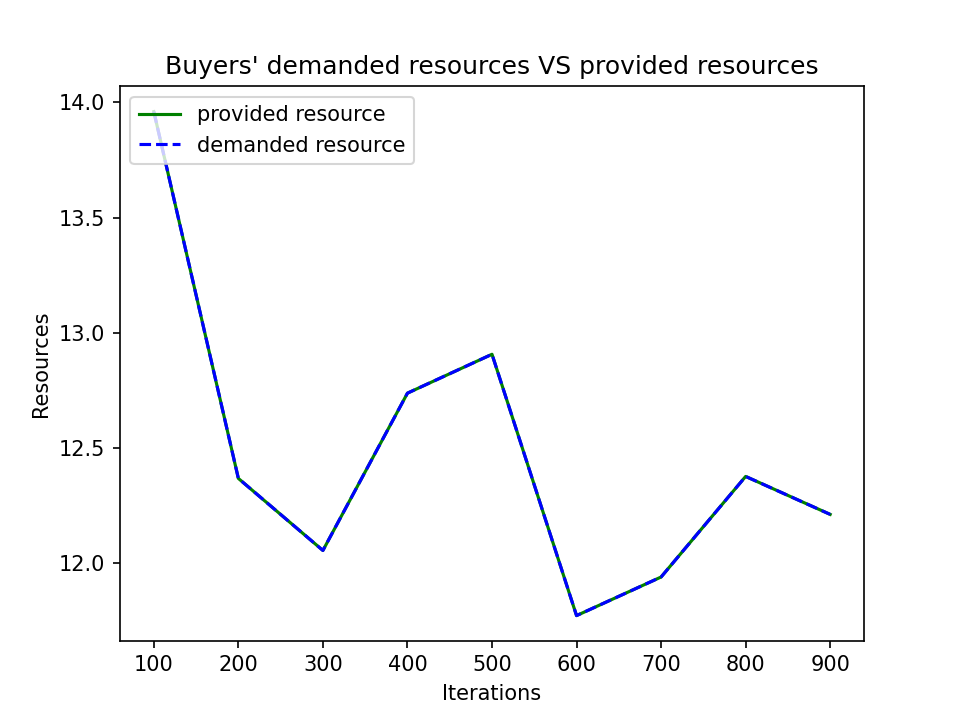 Buyers' demanded resources VS provided resources
provided resource
demanded resource
14.0
13.5
13.0
12.5
12.0
Resources
100 200 300 400 500 600 700 800 900
Iterations